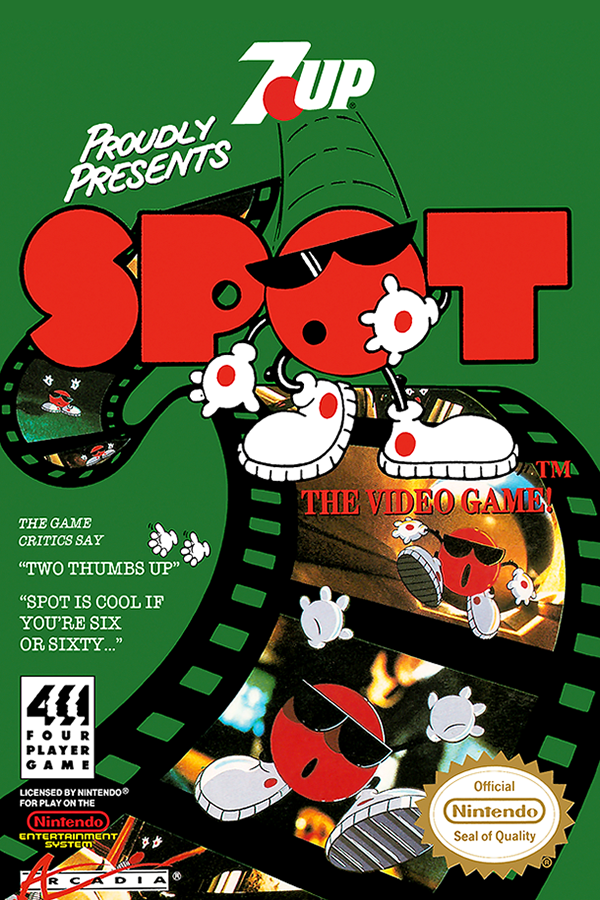 7UP®
PROUDLY
PRESENTS
SPOT
TM
THE VIDEO GAME!
THE GAME
CRITICS SAY
“TWO THUMBS UP”
“SPOT IS COOL IF
YOU’RE SIX
OR SIXTY...”
4
FOUR
PLAYER
GAME
LICENSED BY NINTENDO®
FOR PLAY ON THE
Nintendo
ENTERTAINMENT
SYSTEM™
ARCADIA®
Official
Nintendo
Seal of Quality
®